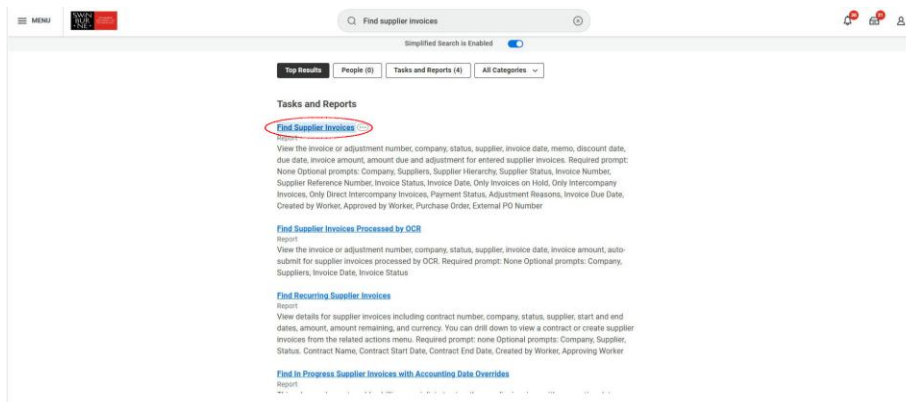 MENU
SWIN
BUR
NE
Find supplier invoices
Simplified Search is Enabled
Top Results
People (0)
Tasks and Reports (4)
All Categories
Tasks and Reports
Find Supplier Invoices
Report
View the invoice or adjustment number, company, status, supplier, invoice date, memo, discount date,
due date, invoice amount, amount due and adjustment for entered supplier invoices. Required prompt:
None Optional prompts: Company, Suppliers, Supplier Hierarchy, Supplier Status, Invoice Number,
Supplier Reference Number, Invoice Status, Invoice Date, Only Invoices on Hold, Only Intercompany
Invoices, Only Direct Intercompany Invoices, Payment Status, Adjustment Reasons, Invoice Due Date,
Created by Worker, Approved by Worker, Purchase Order, External PO Number
Find Supplier Invoices Processed by OCR
Report
View the invoice or adjustment number, company, status, supplier, invoice date, invoice amount, auto-
submit for supplier invoices processed by OCR. Required prompt: None Optional prompts: Company,
Suppliers, Invoice Date, Invoice Status
Find Recurring Supplier Invoices
Report
View details for supplier invoices including contract number, company, status, supplier, start and end
dates, amount, amount remaining, and currency. You can drill down to view a contract or create supplier
invoices from the related actions menu. Required prompt: none Optional prompts: Company, Supplier,
Status. Contract Name, Contract Start Date, Contract End Date, Created by Worker, Approving Worker
Find In Progress Supplier Invoices with Accounting Date Overrides
Report